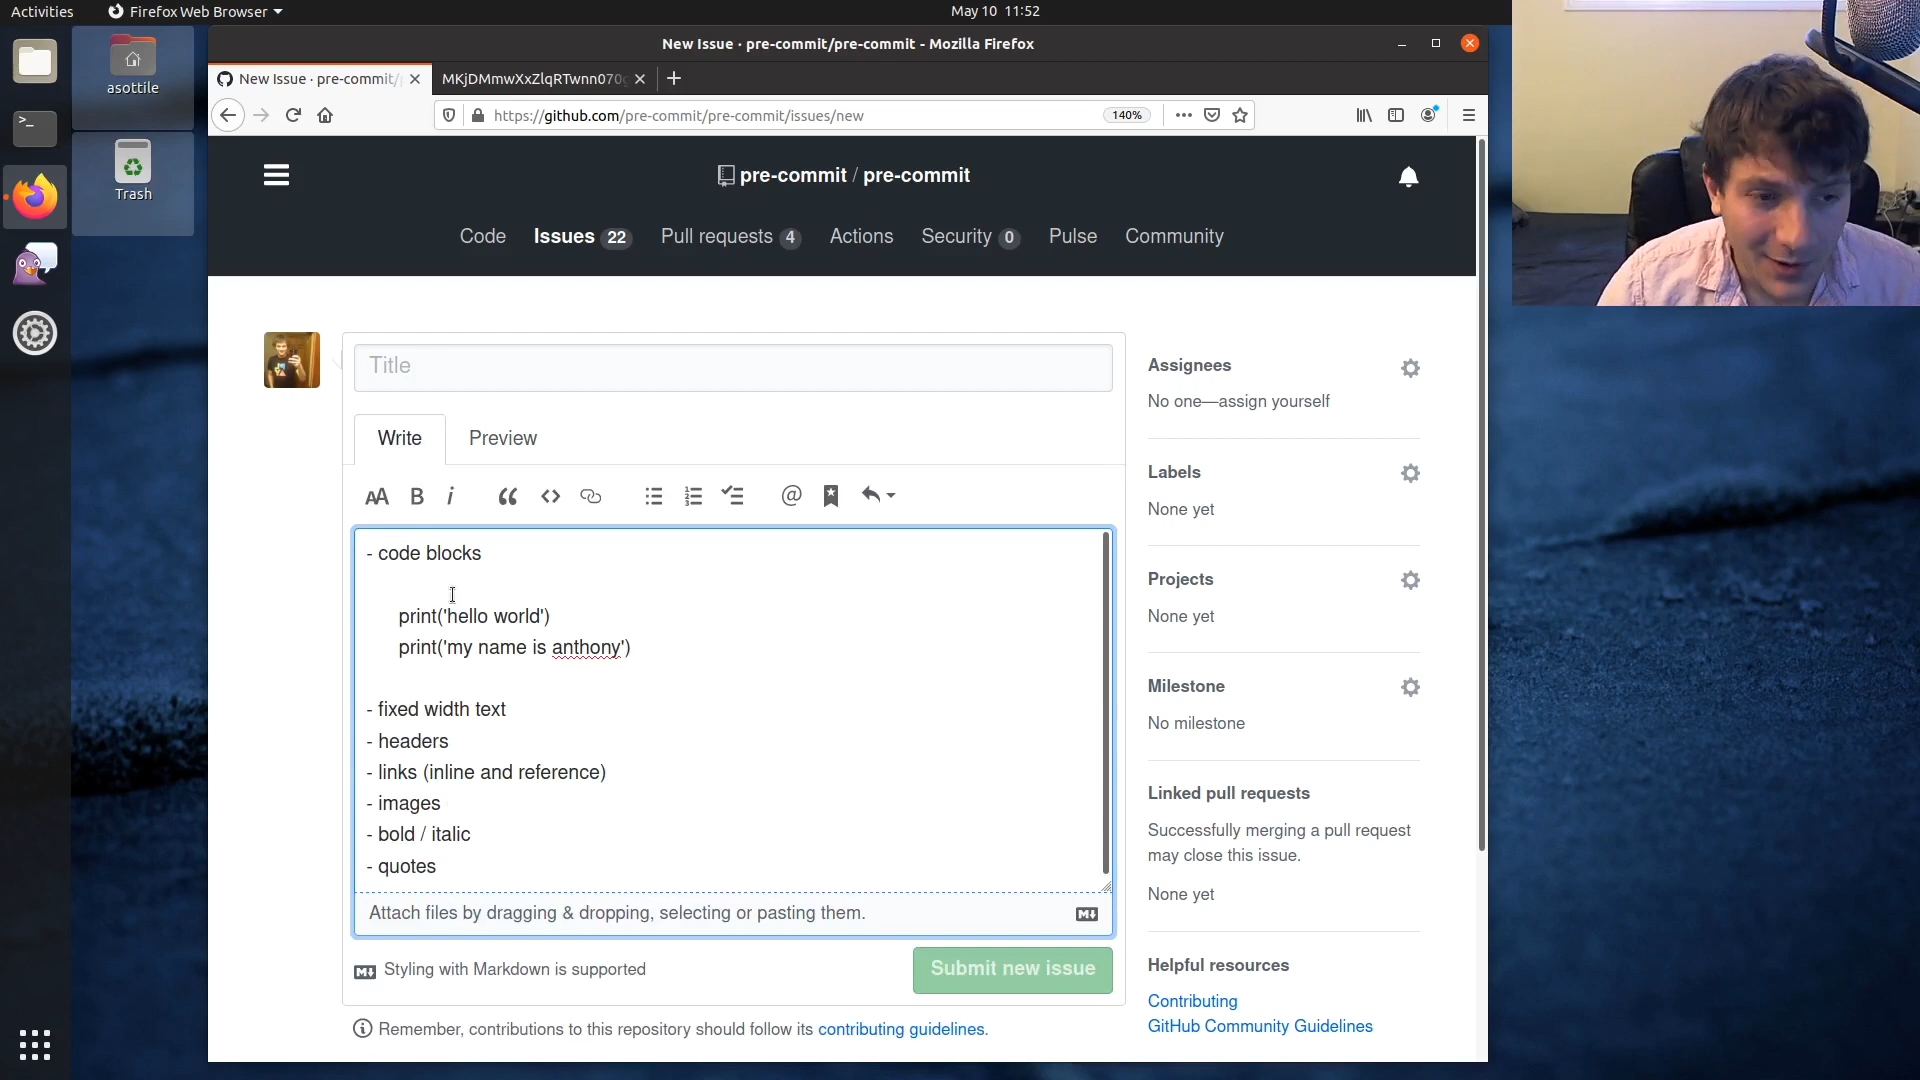 Activities
Firefox Web Browser
May 10 11:52
asottile
Trash
New Issue · pre-commit/pre-commit - Mozilla Firefox
New Issue · pre-commit/
MKjDMmwXxZlqRTwnn070
https://github.com/pre-commit/pre-commit/issues/new
140%
pre-commit / pre-commit
Code
Issues 22
Pull requests 4
Actions
Security 0
Pulse
Community
Title
Write
Preview
AA B i
- code blocks
print('hello world')
print('my name is anthony')
- fixed width text
- headers
- links (inline and reference)
- images
- bold / italic
- quotes
Attach files by dragging & dropping, selecting or pasting them.
Styling with Markdown is supported
Submit new issue
Remember, contributions to this repository should follow its contributing guidelines.
Assignees
No one—assign yourself
Labels
None yet
Projects
None yet
Milestone
No milestone
Linked pull requests
Successfully merging a pull request
may close this issue.
None yet
Helpful resources
Contributing
GitHub Community Guidelines